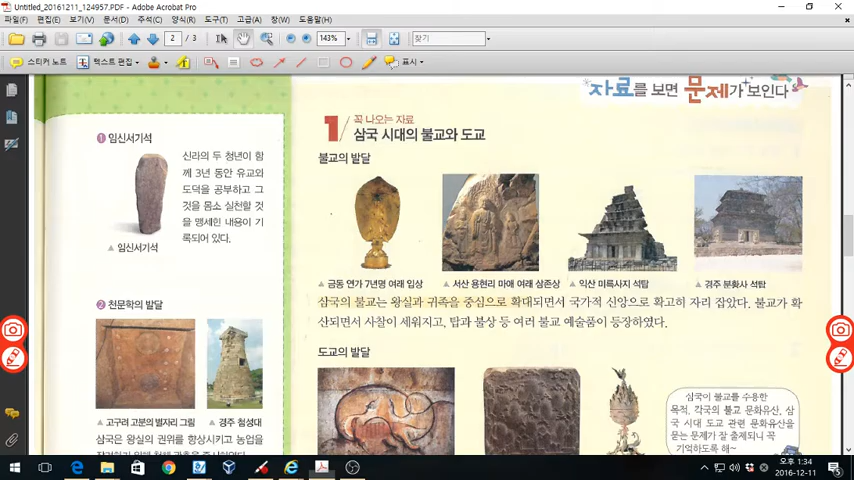 Untitled_20161211_124957.PDF - Adobe Acrobat Pro
파일(F) 편집(E) 보기(V) 문서(D) 주석(C) 양식(R) 도구(T) 고급(A) 창(W) 도움말(H)
2 / 3 143% 찾기
스티커 노트 텍스트 편집 표시
자료를 보면 문제가 보인다
1 꼭 나오는 자료
삼국 시대의 불교와 도교
불교의 발달
▲ 금동 연가 7년명 여래 입상 ▲ 서산 용현리 마애 여래 삼존상 ▲ 익산 미륵사지 석탑 ▲ 경주 분황사 석탑
삼국의 불교는 왕실과 귀족을 중심으로 확대되면서 국가적 신앙으로 확고히 자리 잡았다. 불교가 확
산되면서 사찰이 세워지고, 탑과 불상 등 여러 불교 예술품이 등장하였다.
도교의 발달
삼국이 불교를 수용한
목적, 각국의 불교 문화유산, 삼
국 시대 도교 관련 문화유산을
묻는 문제가 잘 출제되니 꼭
기억하도록 해~
1 임신서기석
신라의 두 청년이 함
께 3년 동안 유교와
도덕을 공부하고 그
것을 몸소 실천할 것
을 맹세한 내용이 기
록되어 있다.
▲ 임신서기석
2 천문학의 발달
▲ 고구려 고분의 별자리 그림 ▲ 경주 첨성대
삼국은 왕실의 권위를 향상시키고 농업을
오후 1:34
2016-12-11
5